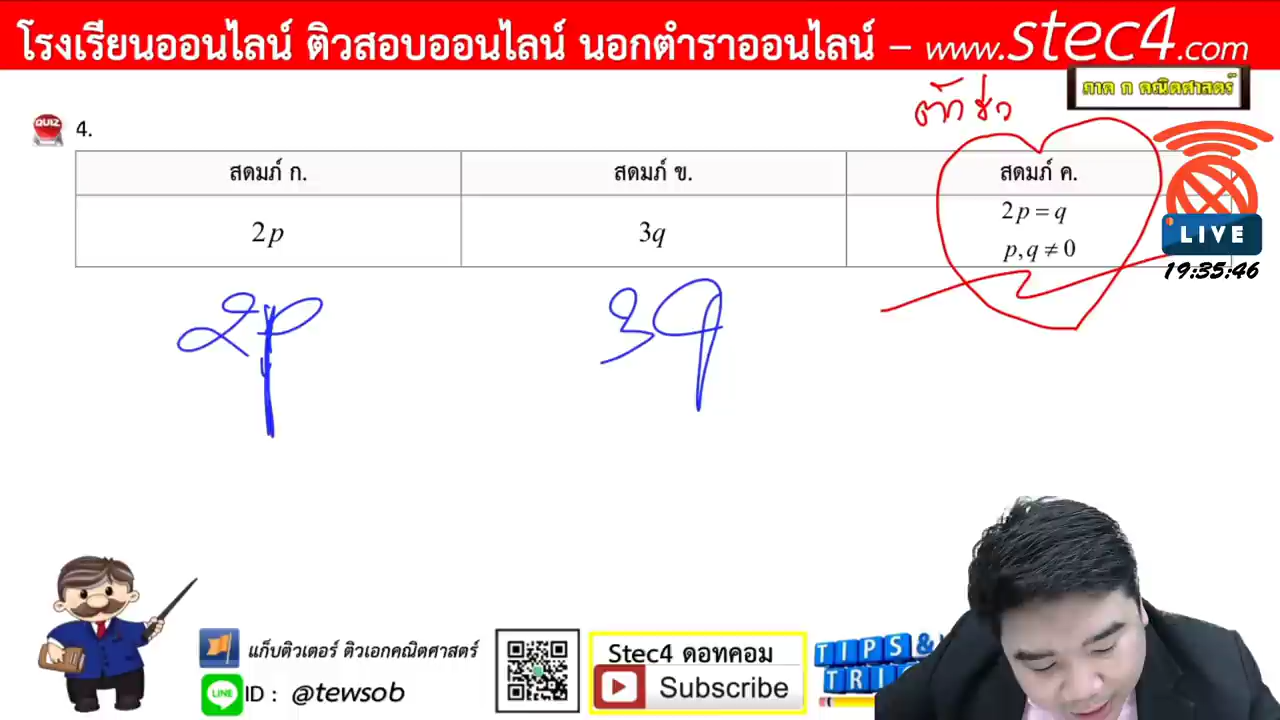 โรงเรียนออนไลน์ ติวสอบออนไลน์ นอกตำราออนไลน์ – www.stec4.com
ภาค ก คณิตศาสตร์
QUIZ
4.
สดมภ์ ก. สดมภ์ ข. สดมภ์ ค.
2p 3q 2p = q
p,q ≠ 0
LIVE
19:35:46
2p 3q
แก็บติวเตอร์ ติวเอกคณิตศาสตร์
LINE ID : @tewsob
Stec4 ดอทคอม
Subscribe
TIPS &